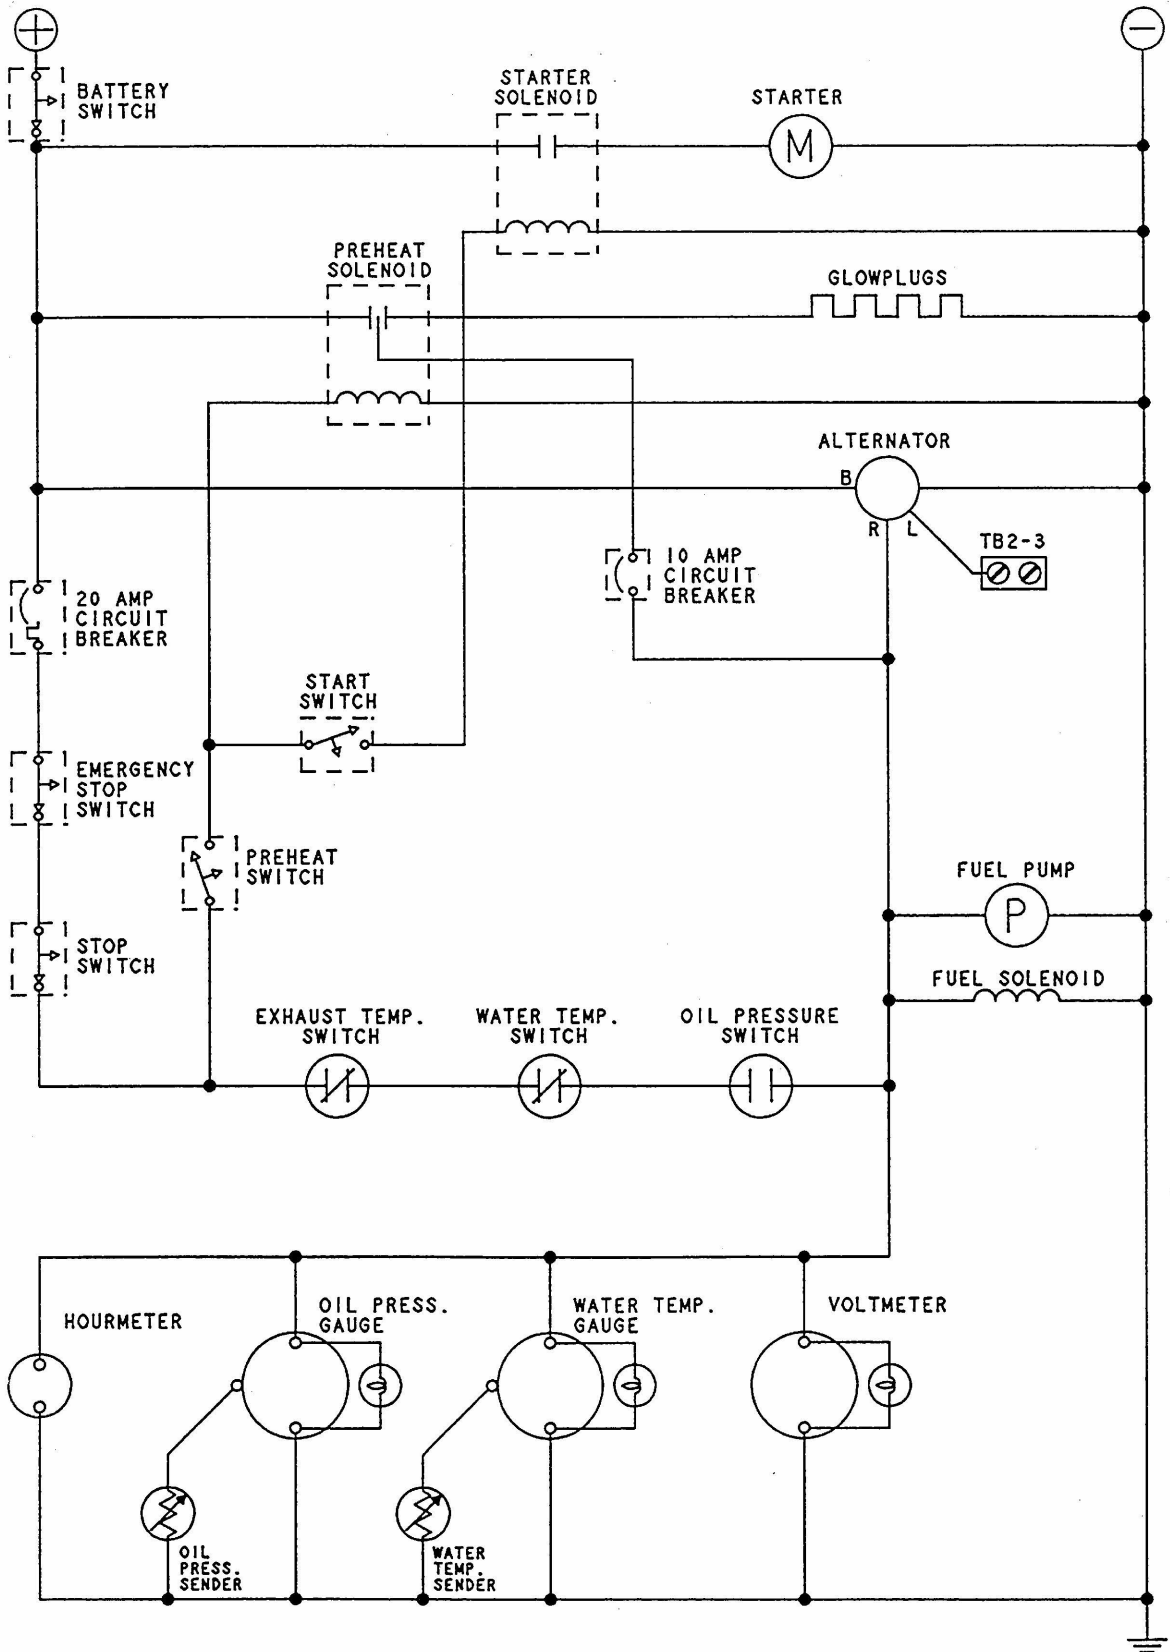 BATTERY
SWITCH
STARTER
SOLENOID
STARTER
M
PREHEAT
SOLENOID
GLOWPLUGS
ALTERNATOR
B
R
L
TB2-3
20 AMP
CIRCUIT
BREAKER
10 AMP
CIRCUIT
BREAKER
START
SWITCH
EMERGENCY
STOP
SWITCH
PREHEAT
SWITCH
FUEL PUMP
P
STOP
SWITCH
FUEL SOLENOID
EXHAUST TEMP.
SWITCH
WATER TEMP.
SWITCH
OIL PRESSURE
SWITCH
HOURMETER
OIL PRESS.
GAUGE
WATER TEMP.
GAUGE
VOLTMETER
OIL
PRESS.
SENDER
WATER
TEMP.
SENDER